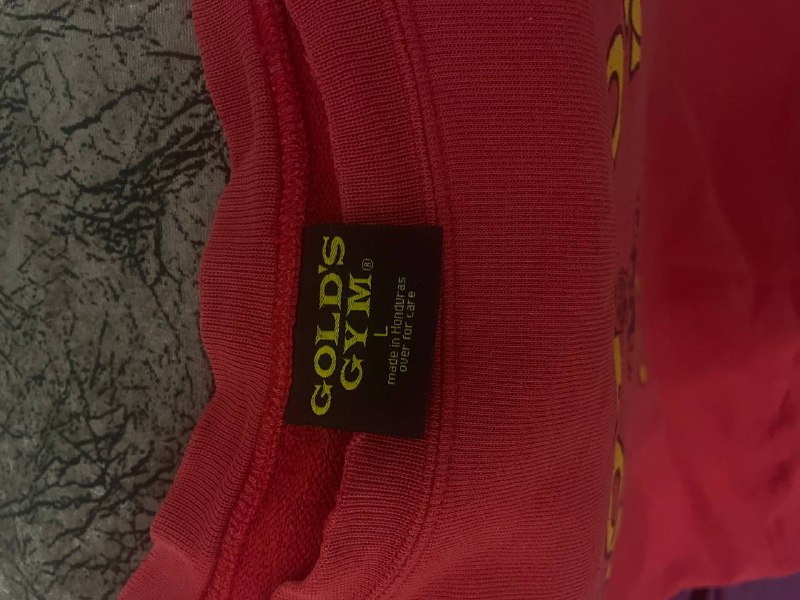 GOLD'S
GYM®
L
made in Honduras
over for care